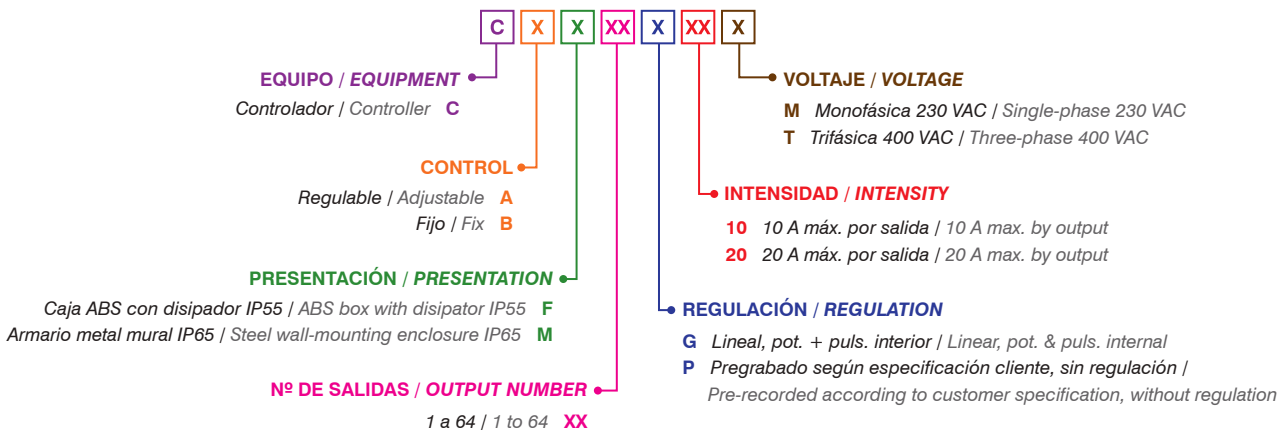 C X X XX X XX X
EQUIPO / EQUIPMENT
Controlador / Controller C
CONTROL
Regulable / Adjustable A
Fijo / Fix B
PRESENTACIÓN / PRESENTATION
Caja ABS con disipador IP55 / ABS box with disipator IP55 F
Armario metal mural IP65 / Steel wall-mounting enclosure IP65 M
Nº DE SALIDAS / OUTPUT NUMBER
1 a 64 / 1 to 64 XX
VOLTAJE / VOLTAGE
M Monofásica 230 VAC / Single-phase 230 VAC
T Trifásica 400 VAC / Three-phase 400 VAC
INTENSIDAD / INTENSITY
10 10 A máx. por salida / 10 A max. by output
20 20 A máx. por salida / 20 A max. by output
REGULACIÓN / REGULATION
G Lineal, pot. + puls. interior / Linear, pot. & puls. internal
P Pregrabado según especificación cliente, sin regulación /
Pre-recorded according to customer specification, without regulation